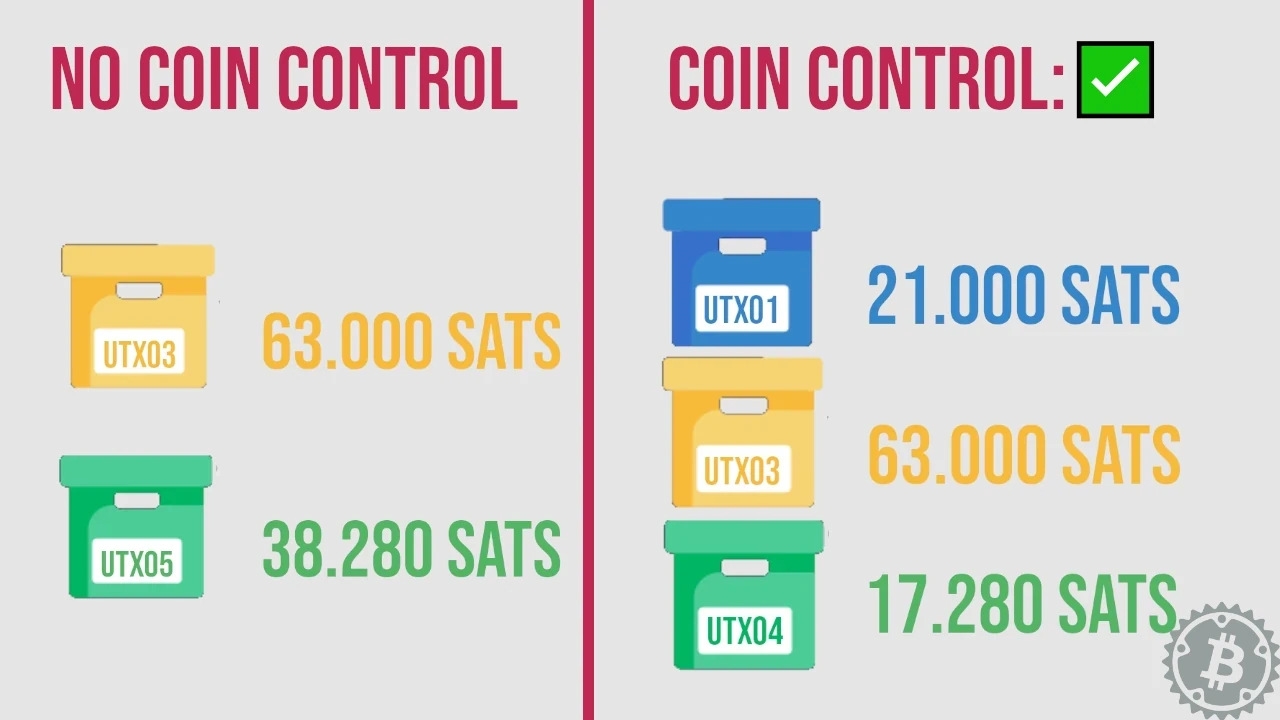 NO COIN CONTROL
UTXO3
63.000 SATS
UTXO5
38.280 SATS
COIN CONTROL:
UTXO1
21.000 SATS
UTXO3
63.000 SATS
UTXO4
17.280 SATS